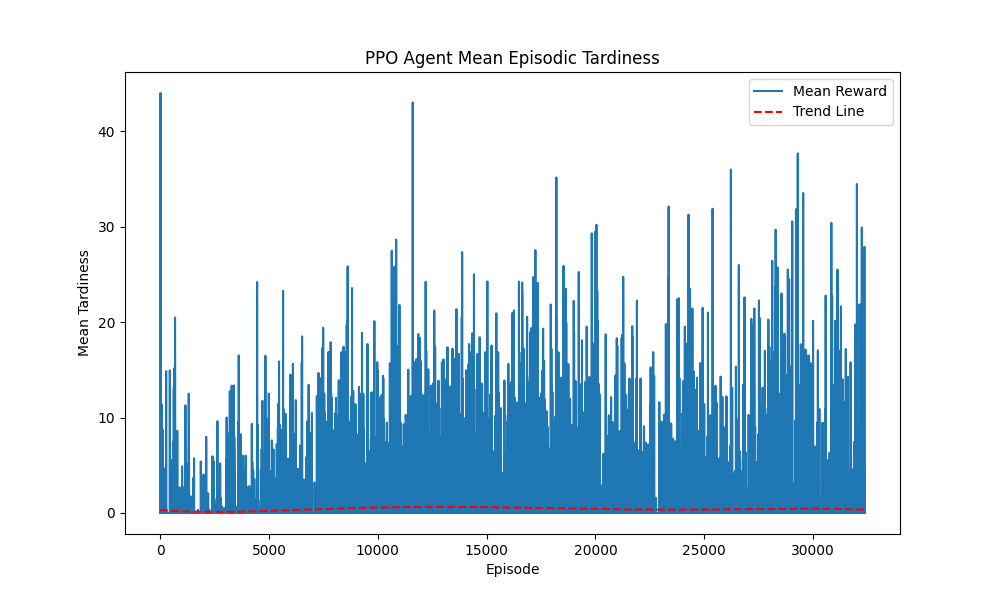 PPO Agent Mean Episodic Tardiness
Mean Reward
Trend Line
Mean Tardiness
40
30
20
10
0
0 5000 10000 15000 20000 25000 30000
Episode